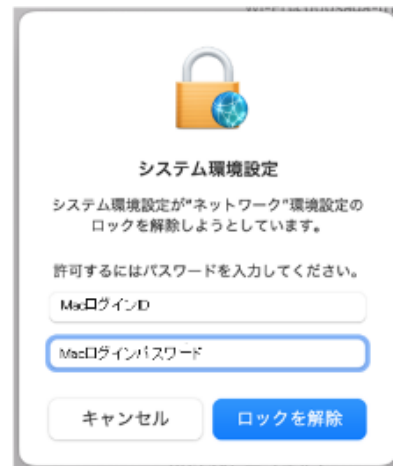 システム環境設定
システム環境設定が"ネットワーク"環境設定の
ロックを解除しようとしています。
許可するにはパスワードを入力してください。
MacログインID
Macログインパスワード
キャンセル
ロックを解除